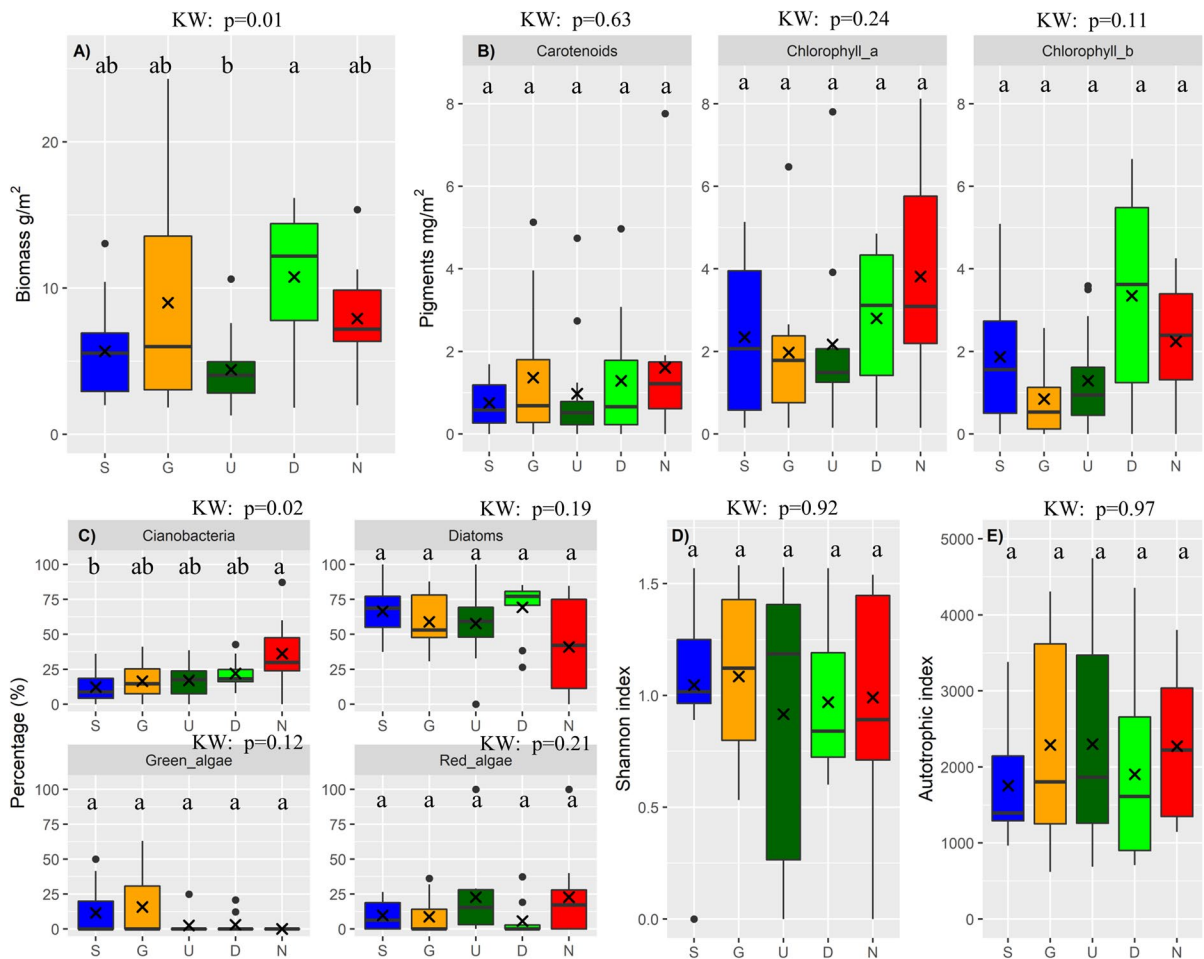 KW: p=0.01
KW: p=0.63
KW: p=0.24
KW: p=0.11
A)
ab ab b a ab
Biomass g/m²
20
10
0
S G U D N
B)
Carotenoids
Chlorophyll_a
Chlorophyll_b
a a a a a
a a a a a
a a a a a
Pigments mg/m²
8
6
4
2
0
8
6
4
2
0
8
6
4
2
0
S G U D N
S G U D N
S G U D N
KW: p=0.02
KW: p=0.19
C)
Cianobacteria
Diatoms
b ab ab ab a
a a a a a
100
75
50
25
0
100
75
50
25
0
Percentage (%)
KW: p=0.12
KW: p=0.21
Green_algae
Red_algae
a a a a a
a a a a a
100
75
50
25
0
100
75
50
25
0
S G U D N
S G U D N
KW: p=0.92
D)
a a a a a
Shannon index
1.5
1.0
0.5
0.0
S G U D N
KW: p=0.97
E)
a a a a a
Autotrophic index
5000
4000
3000
2000
1000
0
S G U D N